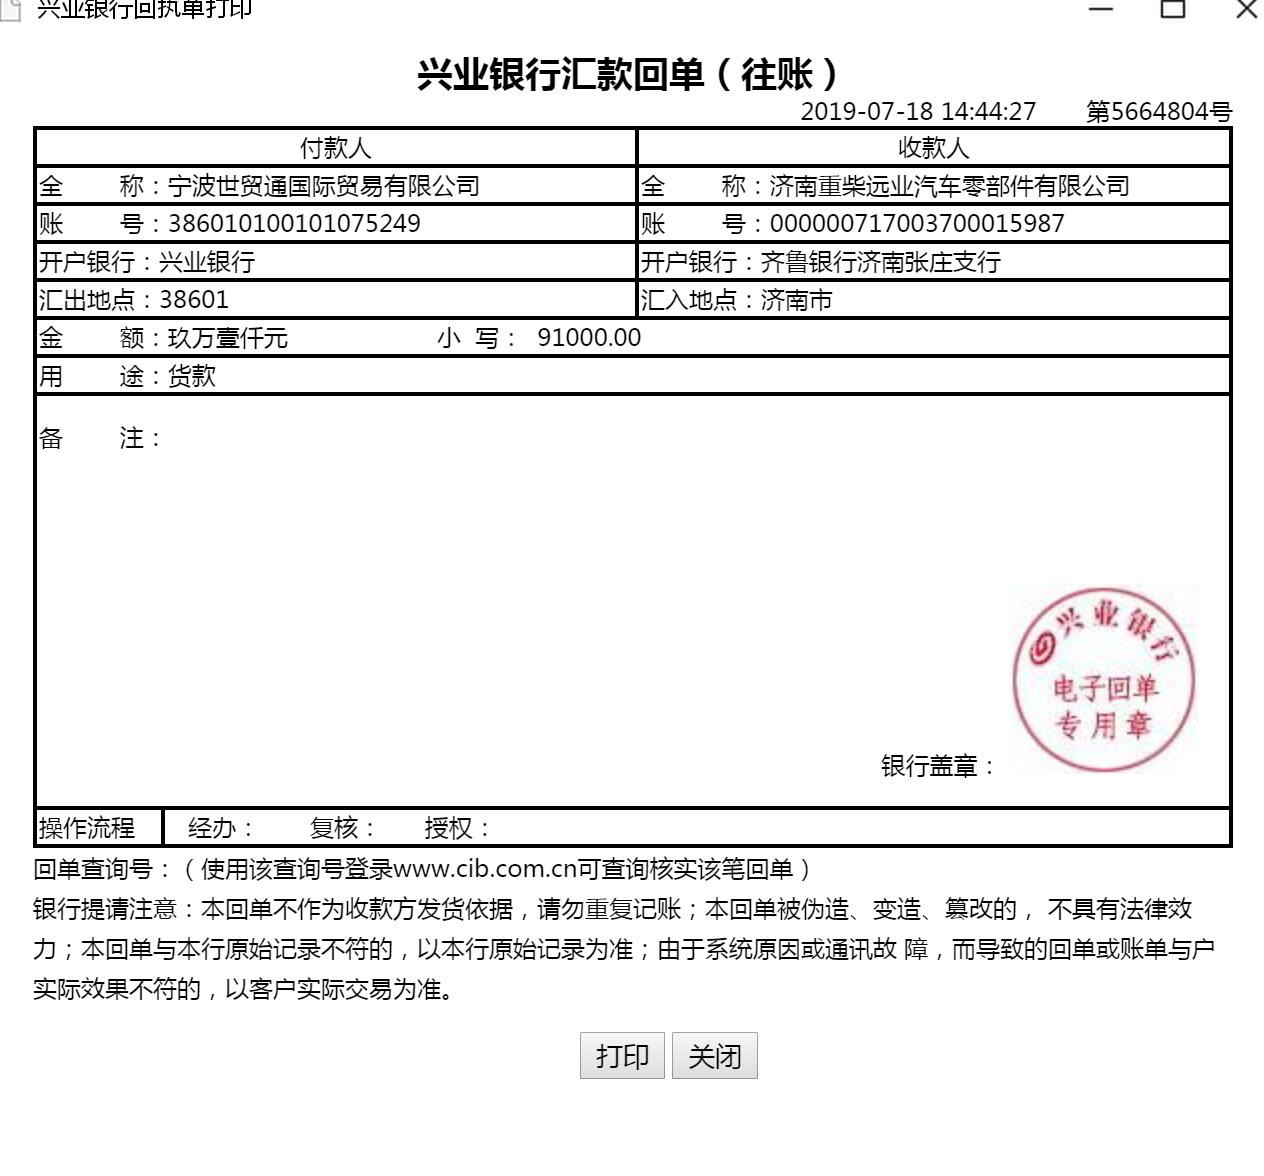 兴业银行回执单打印
兴业银行汇款回单（往账）
2019-07-18 14:44:27 第5664804号
付款人 收款人
全 称：宁波世贸通国际贸易有限公司 全 称：济南重柴远业汽车零部件有限公司
账 号：386010100101075249 账 号：000000717003700015987
开户银行：兴业银行 开户银行：齐鲁银行济南张庄支行
汇出地点：38601 汇入地点：济南市
金 额：玖万壹仟元 小 写： 91000.00
用 途：货款
备 注：
兴业银行
电子回单
专用章
银行盖章：
操作流程 经办： 复核： 授权：
回单查询号：（使用该查询号登录www.cib.com.cn可查询核实该笔回单）
银行提请注意：本回单不作为收款方发货依据，请勿重复记账；本回单被伪造、变造、篡改的， 不具有法律效
力；本回单与本行原始记录不符的，以本行原始记录为准；由于系统原因或通讯故 障，而导致的回单或账单与户
实际效果不符的，以客户实际交易为准。
打印 关闭